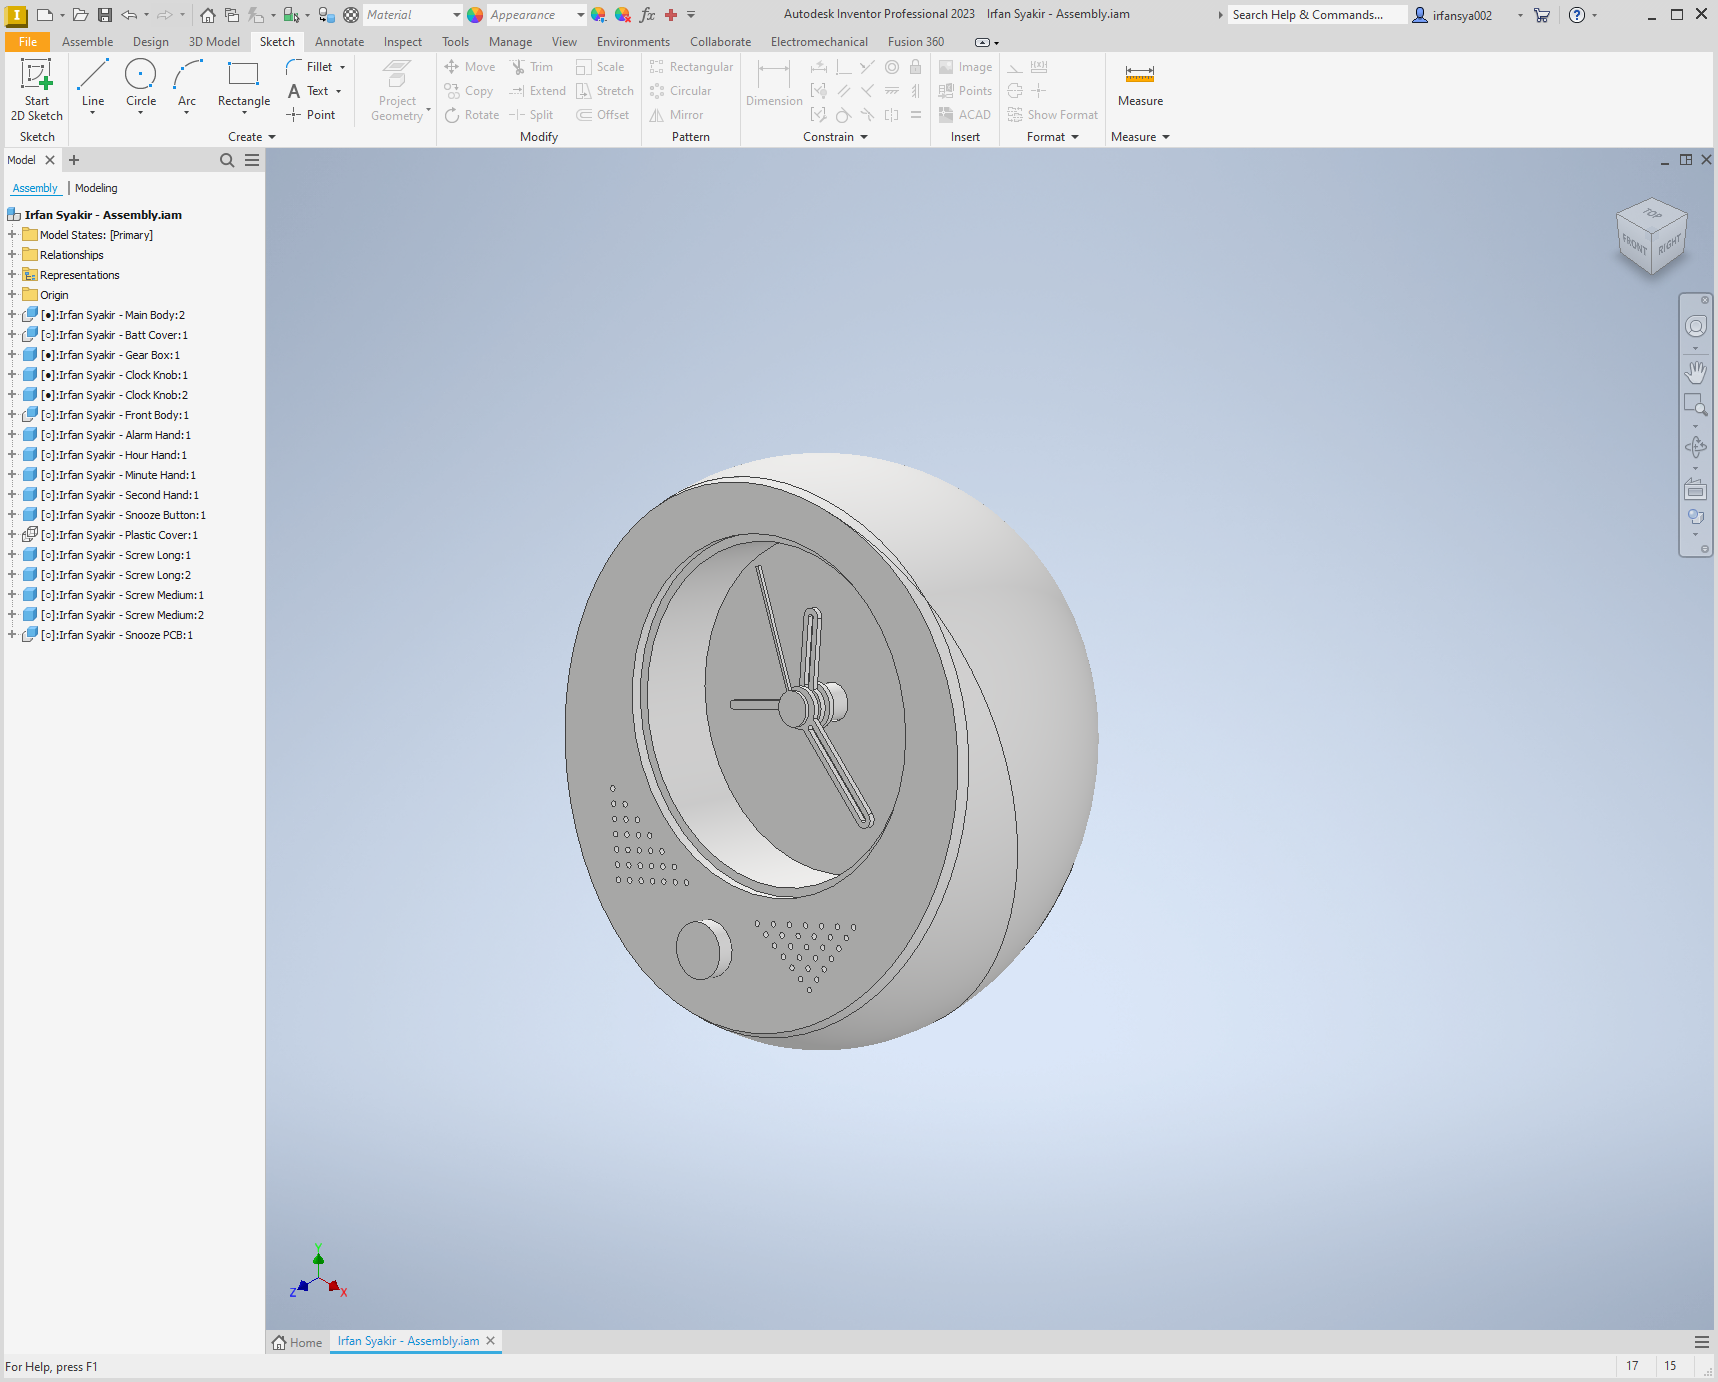 I Material Appearance fx Autodesk Inventor Professional 2023 Irfan Syakir - Assembly.iam Search Help & Commands... irfansya002
File Assemble Design 3D Model Sketch Annotate Inspect Tools Manage View Environments Collaborate Electromechanical Fusion 360
Start 2D Sketch Line Circle Arc Rectangle Fillet Text Point
Project Geometry Move Copy Rotate Trim Extend Split Scale Stretch Offset
Rectangular Circular Mirror Dimension Image Points ACAD Show Format Measure
Sketch Create Modify Pattern Constrain Insert Format Measure
Model
Assembly Modeling
Irfan Syakir - Assembly.iam
Model States: [Primary]
Relationships
Representations
Origin
[●]:Irfan Syakir - Main Body:2
[○]:Irfan Syakir - Batt Cover:1
[●]:Irfan Syakir - Gear Box:1
[●]:Irfan Syakir - Clock Knob:1
[●]:Irfan Syakir - Clock Knob:2
[○]:Irfan Syakir - Front Body:1
[○]:Irfan Syakir - Alarm Hand:1
[○]:Irfan Syakir - Hour Hand:1
[○]:Irfan Syakir - Minute Hand:1
[○]:Irfan Syakir - Second Hand:1
[○]:Irfan Syakir - Snooze Button:1
[○]:Irfan Syakir - Plastic Cover:1
[○]:Irfan Syakir - Screw Long:1
[○]:Irfan Syakir - Screw Long:2
[○]:Irfan Syakir - Screw Medium:1
[○]:Irfan Syakir - Screw Medium:2
[○]:Irfan Syakir - Snooze PCB:1
TOP
FRONT RIGHT
Y
Z X
Home Irfan Syakir - Assembly.iam
For Help, press F1 17 15